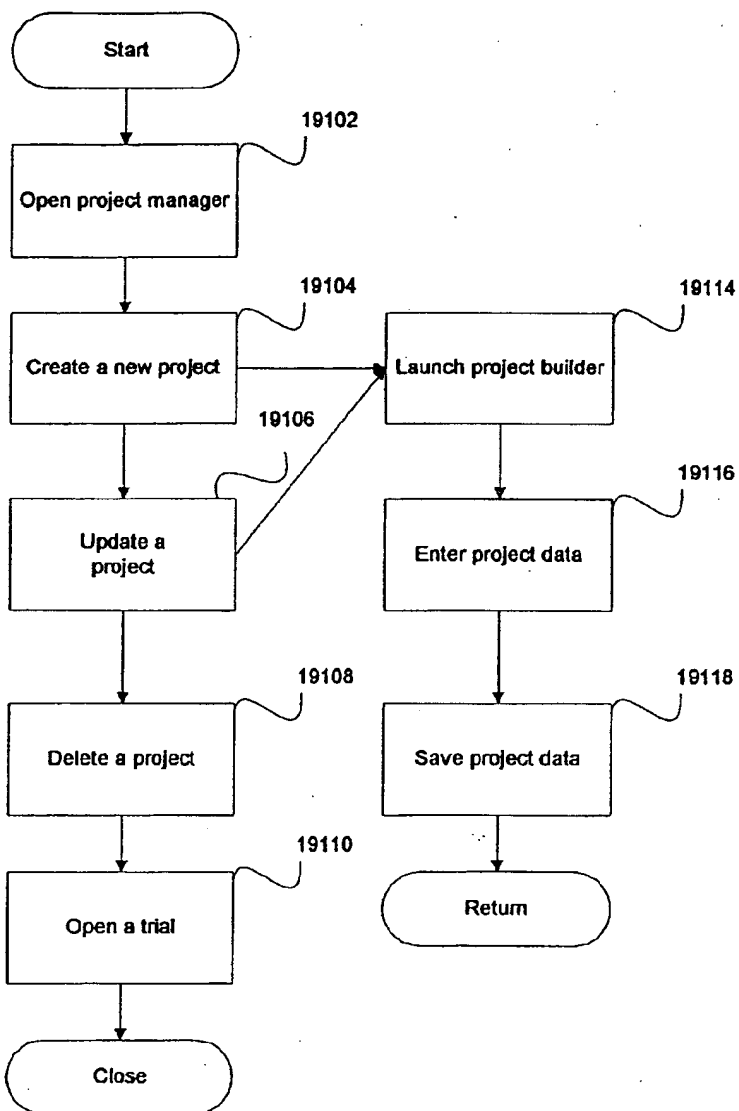 Start
19102
Open project manager
19104
Create a new project
19114
Launch project builder
19106
Update a
project
19116
Enter project data
19108
Delete a project
19118
Save project data
19110
Open a trial
Return
Close